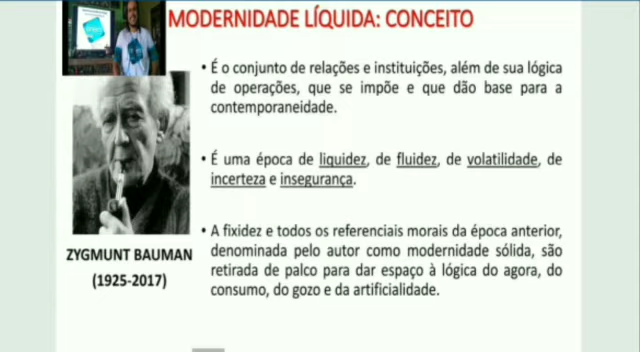 MODERNIDADE LÍQUIDA: CONCEITO
• É o conjunto de relações e instituições, além de sua lógica
de operações, que se impõe e que dão base para a
contemporaneidade.
• É uma época de liquidez, de fluidez, de volatilidade, de
incerteza e insegurança.
• A fixidez e todos os referenciais morais da época anterior,
denominada pelo autor como modernidade sólida, são
retirada de palco para dar espaço à lógica do agora, do
consumo, do gozo e da artificialidade.
ZYGMUNT BAUMAN
(1925-2017)